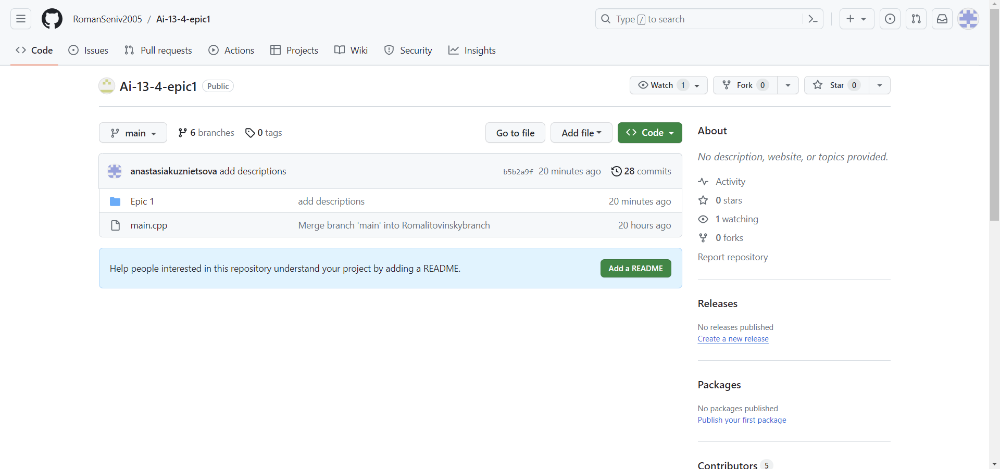 RomanSeniv2005 / Ai-13-4-epic1
Type / to search
Code Issues Pull requests Actions Projects Wiki Security Insights
Ai-13-4-epic1 Public
Watch 1 Fork 0 Star 0
main 6 branches 0 tags Go to file Add file Code
anastasiakuznietsova add descriptions b5b2a9f 20 minutes ago 28 commits
Epic 1 add descriptions 20 minutes ago
main.cpp Merge branch 'main' into Romalitovinskybranch 20 hours ago
Help people interested in this repository understand your project by adding a README. Add a README
About
No description, website, or topics provided.
Activity
0 stars
1 watching
0 forks
Report repository
Releases
No releases published
Create a new release
Packages
No packages published
Publish your first package
Contributors 5